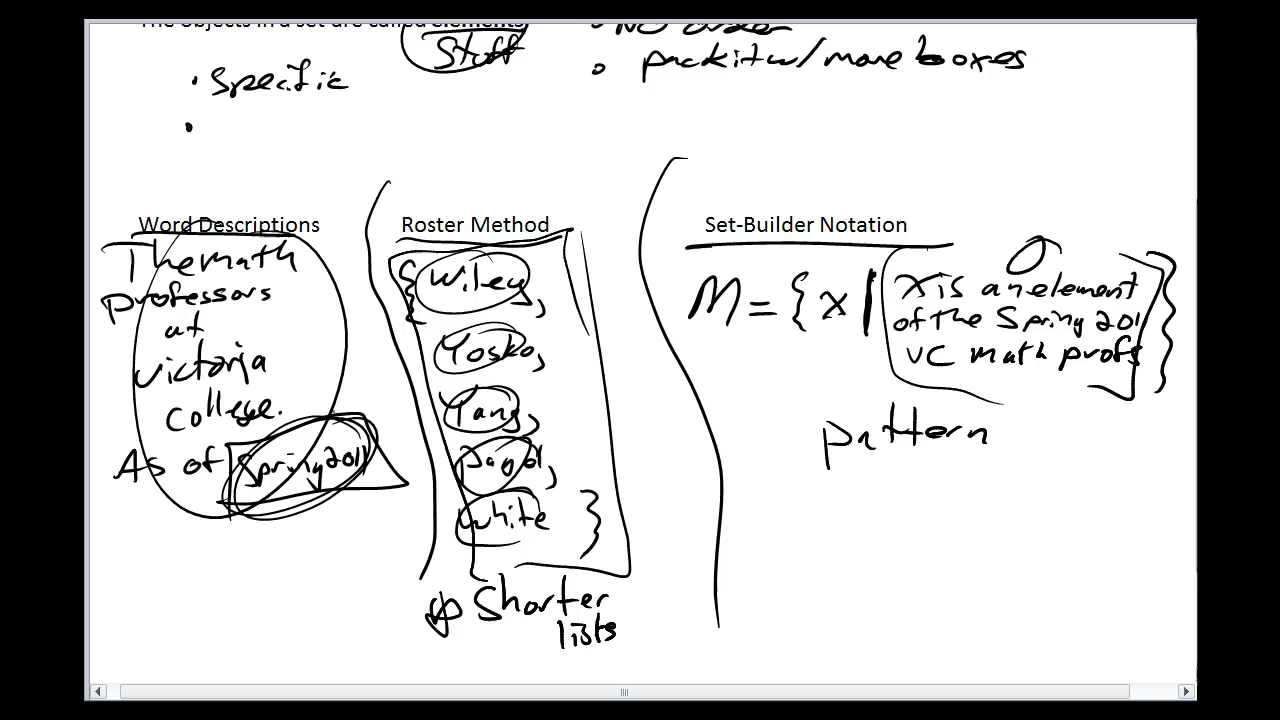 The objects in a set are called elements
Stuff
• No order
• pack it w/ more boxes
• Specific
•
Word Descriptions
The math
professors
at
Victoria
College.
As of Spring 2011
Roster Method
{ Wiley,
Yosko,
Yang,
White }
Shorter
lists
Set-Builder Notation
M = { x | X is an element
of the Spring 2011
VC math profs }
pattern